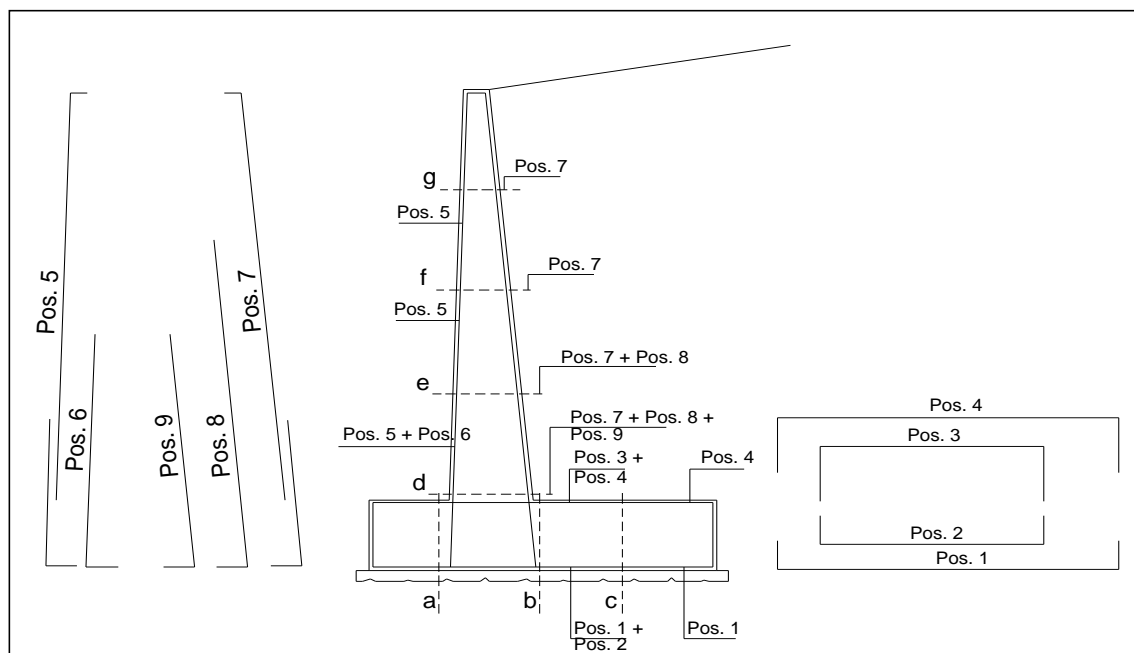 Pos. 5
Pos. 6
Pos. 9
Pos. 8
Pos. 7
g
Pos. 7
Pos. 5
f
Pos. 7
Pos. 5
e
Pos. 7 + Pos. 8
Pos. 5 + Pos. 6
Pos. 7 + Pos. 8 +
Pos. 9
d
Pos. 3 +
Pos. 4
Pos. 4
a
b
c
Pos. 1 +
Pos. 2
Pos. 1
Pos. 4
Pos. 3
Pos. 2
Pos. 1